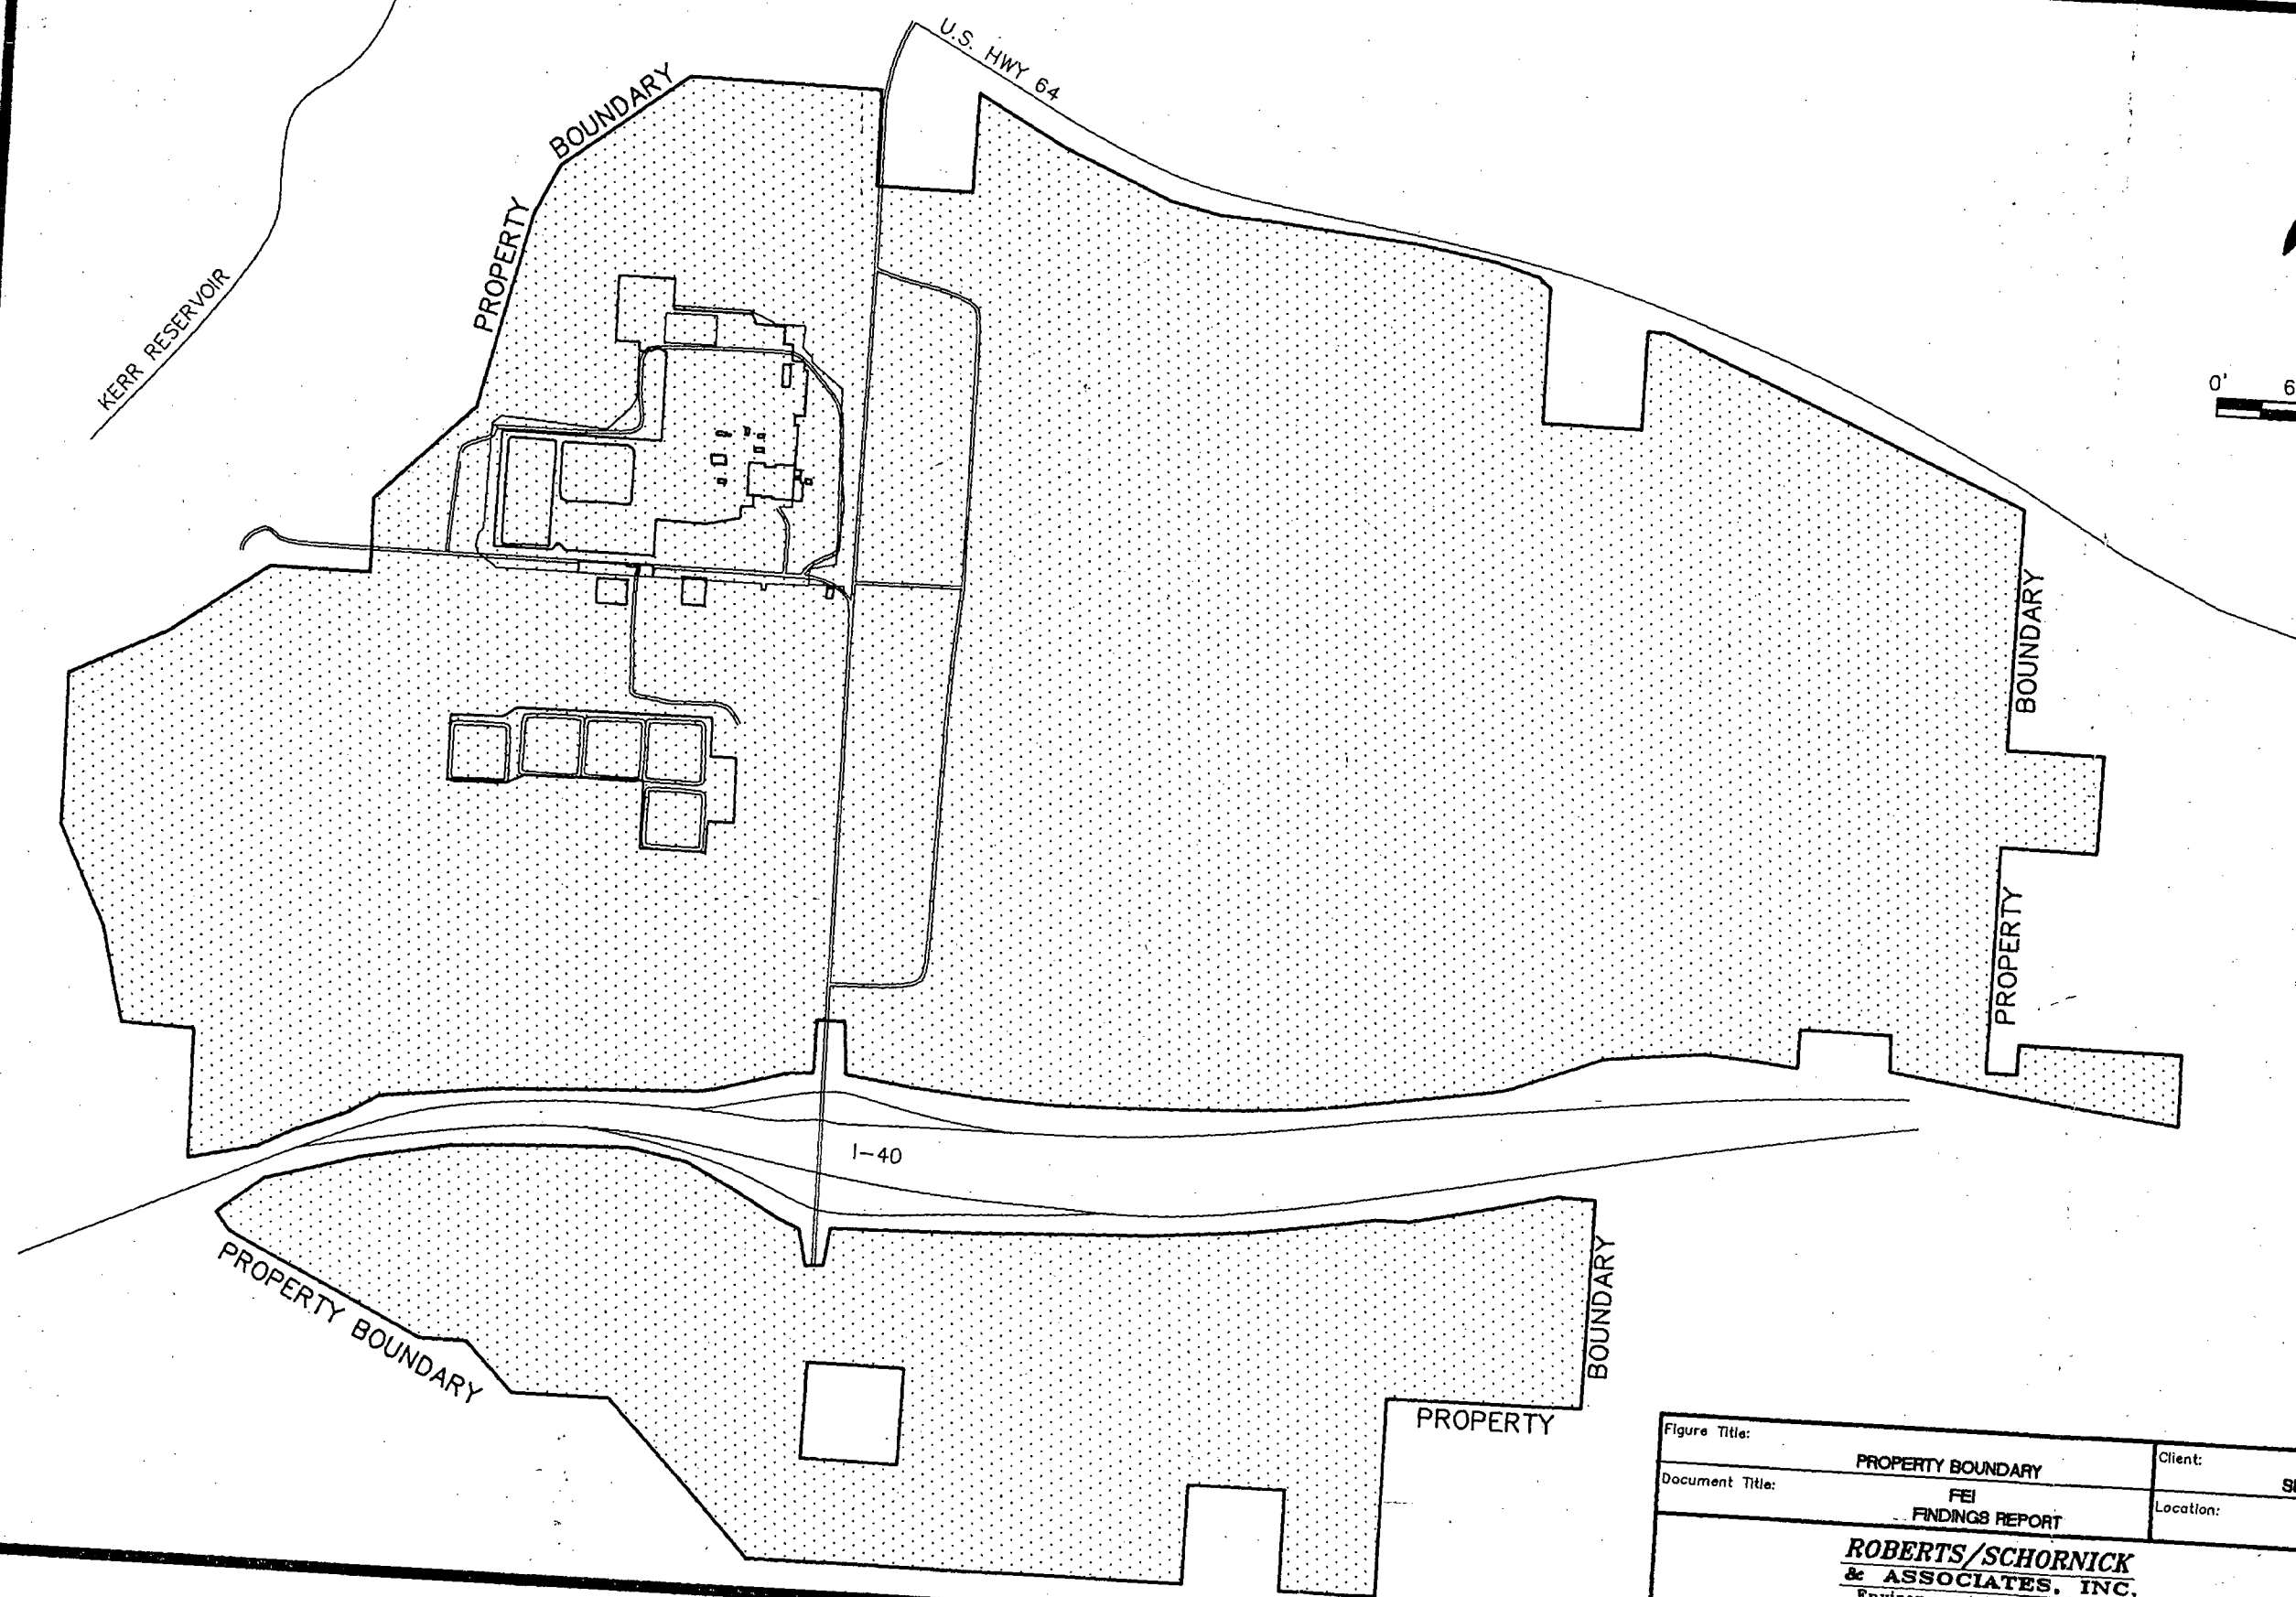 U.S. HWY 64
BOUNDARY
PROPERTY
KERR RESERVOIR
0'
BOUNDARY
PROPERTY
I-40
PROPERTY BOUNDARY
BOUNDARY
PROPERTY
Figure Title:
PROPERTY BOUNDARY
Client:
Document Title:
FEI
FINDINGS REPORT
Location:
ROBERTS/SCHORNICK
& ASSOCIATES, INC.